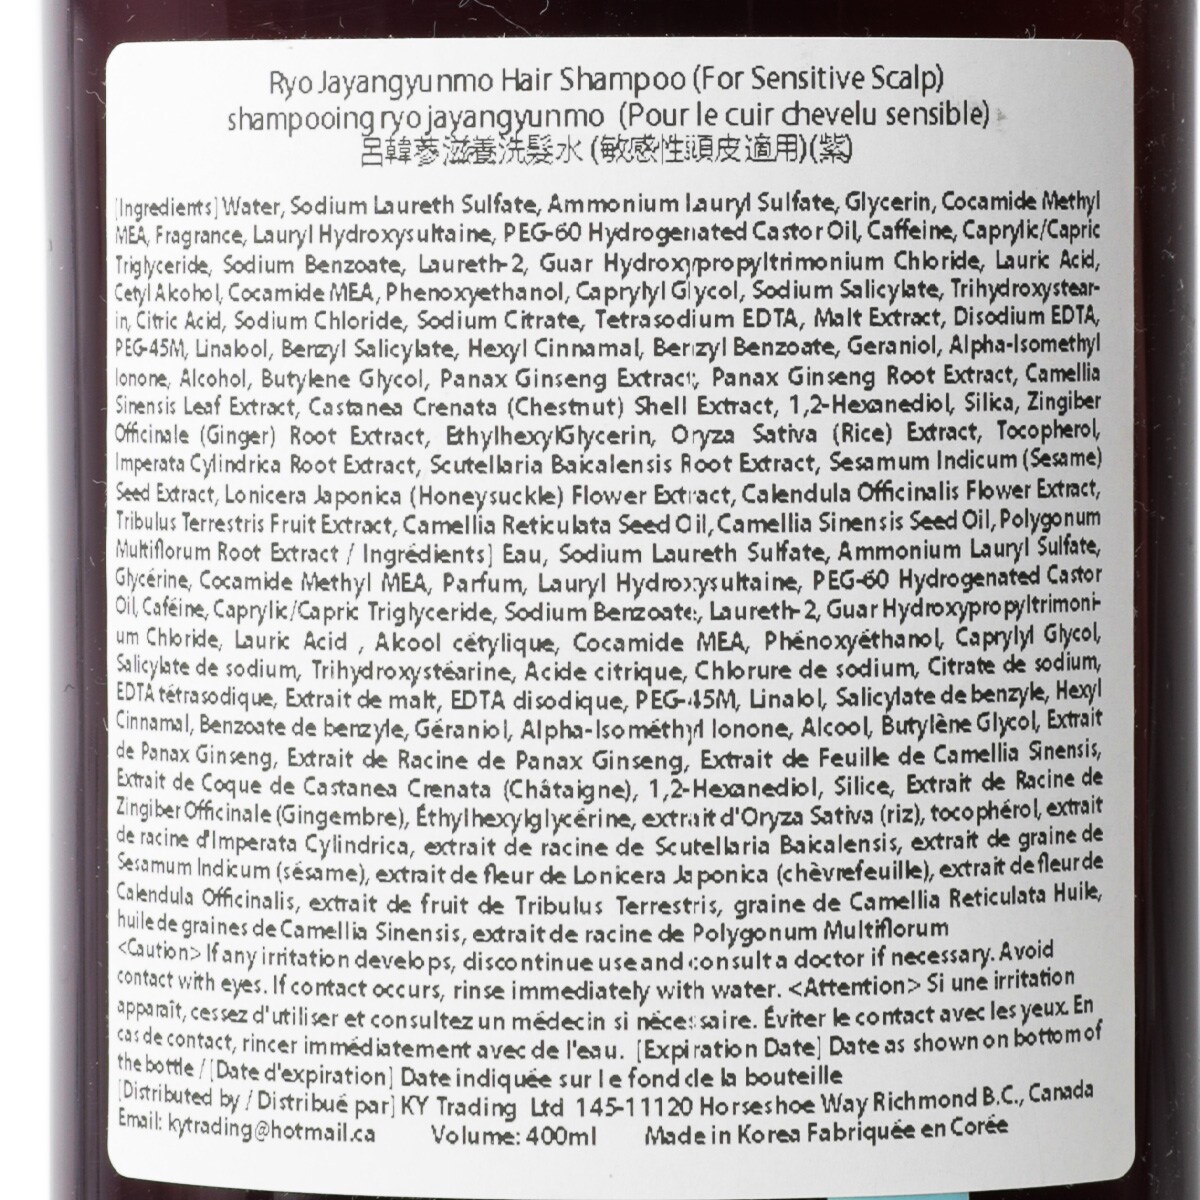 Ryo Jayangyunmo Hair Shampoo (For Sensitive Scalp)
shampooing ryo jayangyunmo (Pour le cuir chevelu sensible)
呂韓蔘滋養洗髮水 (敏感性頭皮適用)(紫)
[Ingredients] Water, Sodium Laureth Sulfate, Ammonium Lauryl Sulfate, Glycerin, Cocamide Methyl
MEA, Fragrance, Lauryl Hydroxysultaine, PEG-60 Hydrogenated Castor Oil, Caffeine, Caprylic/Capric
Triglyceride, Sodium Benzoate, Laureth-2, Guar Hydroxypropyltrimonium Chloride, Lauric Acid,
Cetyl Alcohol, Cocamide MEA, Phenoxyethanol, Caprylyl Glycol, Sodium Salicylate, Trihydroxystear-
in, Citric Acid, Sodium Chloride, Sodium Citrate, Tetrasodium EDTA, Malt Extract, Disodium EDTA,
PEG-45M, Linalool, Benzyl Salicylate, Hexyl Cinnamal, Benzyl Benzoate, Geraniol, Alpha-Isomethyl
Ionone, Alcohol, Butylene Glycol, Panax Ginseng Extract, Panax Ginseng Root Extract, Camellia
Sinensis Leaf Extract, Castanea Crenata (Chestnut) Shell Extract, 1,2-Hexanediol, Silica, Zingiber
Officinale (Ginger) Root Extract, EthylhexylGlycerin, Oryza Sativa (Rice) Extract, Tocopherol,
Imperata Cylindrica Root Extract, Scutellaria Baicalensis Root Extract, Sesamum Indicum (Sesame)
Seed Extract, Lonicera Japonica (Honeysuckle) Flower Extract, Calendula Officinalis Flower Extract,
Tribulus Terrestris Fruit Extract, Camellia Reticulata Seed Oil, Camellia Sinensis Seed Oil, Polygonum
Multiflorum Root Extract / Ingrédients] Eau, Sodium Laureth Sulfate, Ammonium Lauryl Sulfate,
Glycérine, Cocamide Methyl MEA, Parfum, Lauryl Hydroxysultaine, PEG-60 Hydrogenated Castor
Oil, Caféine, Caprylic/Capric Triglyceride, Sodium Benzoate, Laureth-2, Guar Hydroxypropyltrimoni-
um Chloride, Lauric Acid , Alcool cétylique, Cocamide MEA, Phénoxyéthanol, Caprylyl Glycol,
Salicylate de sodium, Trihydroxystéarine, Acide citrique, Chlorure de sodium, Citrate de sodium,
EDTA tétrasodique, Extrait de malt, EDTA disodique, PEG-45M, Linalol, Salicylate de benzyle, Hexyl
Cinnamal, Benzoate de benzyle, Géraniol, Alpha-Isométhyl Ionone, Alcool, Butylène Glycol, Extrait
de Panax Ginseng, Extrait de Racine de Panax Ginseng, Extrait de Feuille de Camellia Sinensis,
Extrait de Coque de Castanea Crenata (Châtaigne), 1,2-Hexanediol, Silice, Extrait de Racine de
Zingiber Officinale (Gingembre), Éthylhexylglycérine, extrait d'Oryza Sativa (riz), tocophérol, extrait
de racine d'Imperata Cylindrica, extrait de racine de Scutellaria Baicalensis, extrait de graine de
Sesamum Indicum (sésame), extrait de fleur de Lonicera Japonica (chèvrefeuille), extrait de fleur de
Calendula Officinalis, extrait de fruit de Tribulus Terrestris, graine de Camellia Reticulata Huile,
huile de graines de Camellia Sinensis, extrait de racine de Polygonum Multiflorum
<Caution> If any irritation develops, discontinue use and consult a doctor if necessary. Avoid
contact with eyes. If contact occurs, rinse immediately with water. <Attention> Si une irritation
apparaît, cessez d'utiliser et consultez un médecin si nécessaire. Éviter le contact avec les yeux. En
cas de contact, rincer immédiatement avec de l'eau. [Expiration Date] Date as shown on bottom of
the bottle / [Date d'expiration] Date indiquée sur le fond de la bouteille
[Distributed by / Distribué par] KY Trading Ltd 145-11120 Horseshoe Way Richmond B.C., Canada
Email: kytrading@hotmail.ca Volume: 400ml Made in Korea Fabriquée en Corée